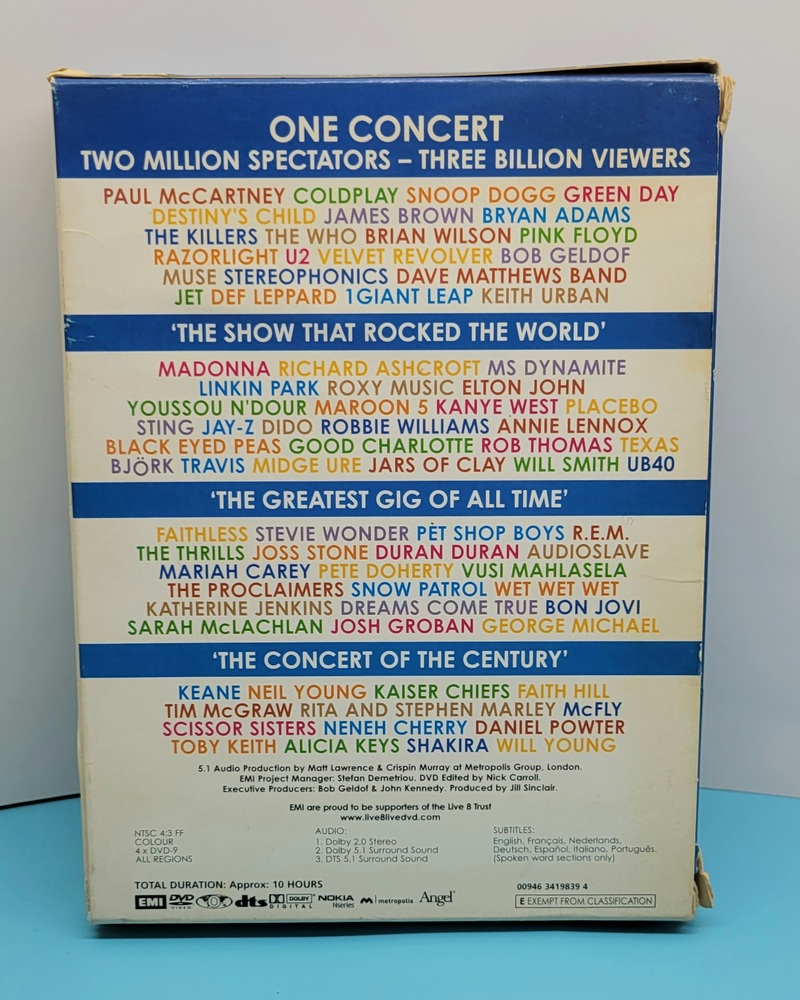 ONE CONCERT
TWO MILLION SPECTATORS – THREE BILLION VIEWERS
PAUL McCARTNEY COLDPLAY SNOOP DOGG GREEN DAY
DESTINY'S CHILD JAMES BROWN BRYAN ADAMS
THE KILLERS THE WHO BRIAN WILSON PINK FLOYD
RAZORLIGHT U2 VELVET REVOLVER BOB GELDOF
MUSE STEREOPHONICS DAVE MATTHEWS BAND
JET DEF LEPPARD 1GIANT LEAP KEITH URBAN
'THE SHOW THAT ROCKED THE WORLD'
MADONNA RICHARD ASHCROFT MS DYNAMITE
LINKIN PARK ROXY MUSIC ELTON JOHN
YOUSSOU N'DOUR MAROON 5 KANYE WEST PLACEBO
STING JAY-Z DIDO ROBBIE WILLIAMS ANNIE LENNOX
BLACK EYED PEAS GOOD CHARLOTTE ROB THOMAS TEXAS
BJÖRK TRAVIS MIDGE URE JARS OF CLAY WILL SMITH UB40
'THE GREATEST GIG OF ALL TIME'
FAITHLESS STEVIE WONDER PET SHOP BOYS R.E.M.
THE THRILLS JOSS STONE DURAN DURAN AUDIOSLAVE
MARIAH CAREY PETE DOHERTY VUSI MAHLASELA
THE PROCLAIMERS SNOW PATROL WET WET WET
KATHERINE JENKINS DREAMS COME TRUE BON JOVI
SARAH McLACHLAN JOSH GROBAN GEORGE MICHAEL
'THE CONCERT OF THE CENTURY'
KEANE NEIL YOUNG KAISER CHIEFS FAITH HILL
TIM McGRAW RITA AND STEPHEN MARLEY McFLY
SCISSOR SISTERS NENEH CHERRY DANIEL POWTER
TOBY KEITH ALICIA KEYS SHAKIRA WILL YOUNG
5.1 Audio Production by Matt Lawrence & Crispin Murray at Metropolis Group, London.
EMI Project Manager: Stefan Demetriou. DVD Edited by Nick Carroll.
Executive Producers: Bob Geldof & John Kennedy. Produced by Jill Sinclair.
EMI are proud to be supporters of the Live 8 Trust
www.live8livedvd.com
NTSC 4:3 FF
COLOUR
4 x DVD-9
ALL REGIONS
AUDIO:
1. Dolby 2.0 Stereo
2. Dolby 5.1 Surround Sound
3. DTS 5.1 Surround Sound
SUBTITLES:
English, Français, Nederlands,
Deutsch, Español, Italiano, Português.
(Spoken word sections only)
TOTAL DURATION: Approx: 10 HOURS
00946 3419839 4
EMI DVD VIDEO dts DOLBY DIGITAL NOKIA Nseries metropolis Angel
E EXEMPT FROM CLASSIFICATION